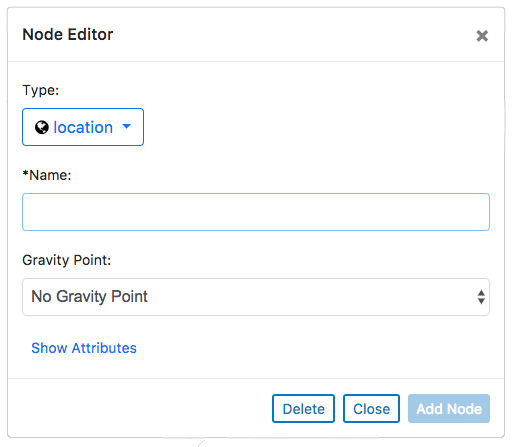 Node Editor
×
Type:
location
*Name:
Gravity Point:
No Gravity Point
Show Attributes
Delete Close Add Node